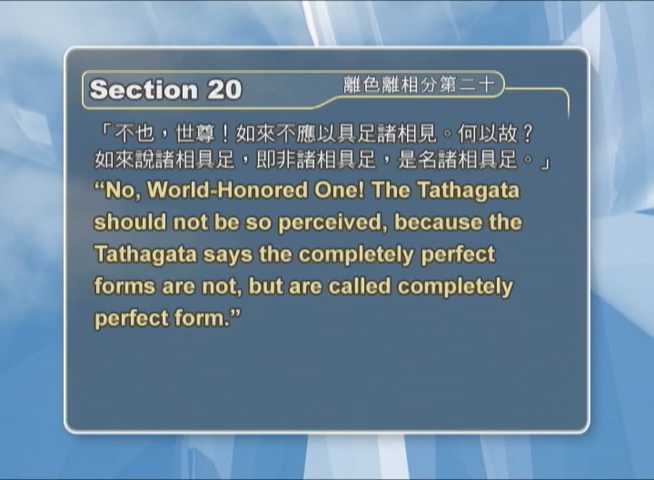 Section 20
離色離相分第二十
「不也，世尊！如來不應以具足諸相見。何以故？
如來說諸相具足，即非諸相具足，是名諸相具足。」
“No, World-Honored One! The Tathagata
should not be so perceived, because the
Tathagata says the completely perfect
forms are not, but are called completely
perfect form.”